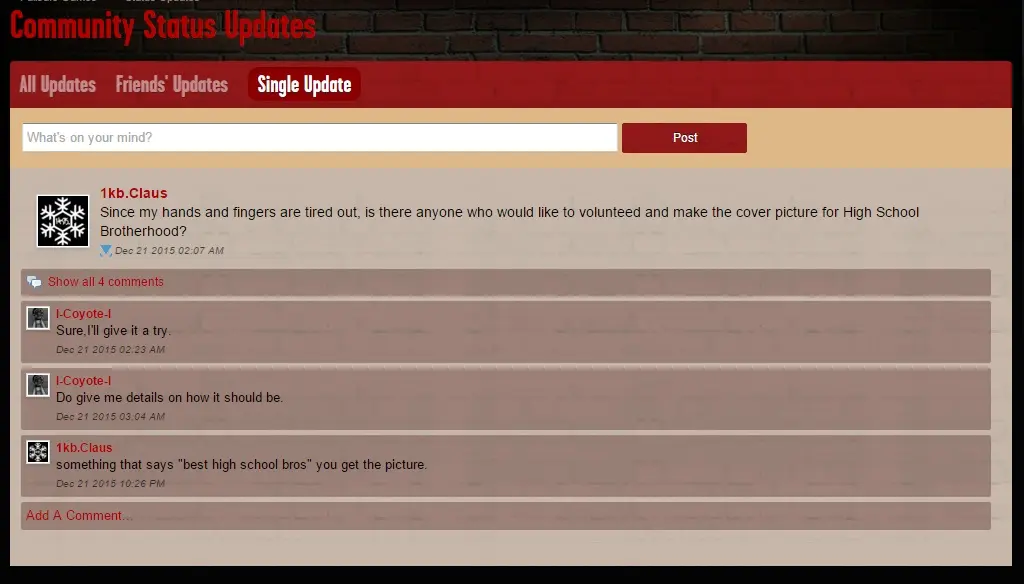 Community Status Updates
All Updates Friends' Updates Single Update
What's on your mind? Post
1kb.Claus
Since my hands and fingers are tired out, is there anyone who would like to volunteed and make the cover picture for High School
Brotherhood?
Dec 21 2015 02:07 AM
Show all 4 comments
I-Coyote-I
Sure,I'll give it a try.
Dec 21 2015 02:23 AM
I-Coyote-I
Do give me details on how it should be.
Dec 21 2015 03:04 AM
1kb.Claus
something that says "best high school bros" you get the picture.
Dec 21 2015 10:26 PM
Add A Comment...